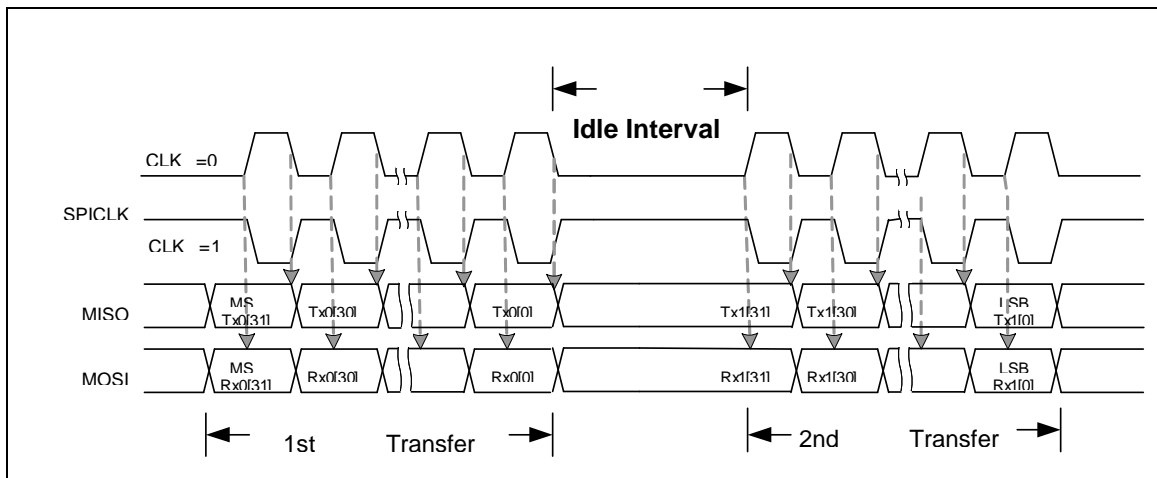 Idle Interval
CLK =0
SPICLK
CLK =1
MISO
MS
Tx0[31]
Tx0[30]
Tx0[0]
Tx1[31]
Tx1[30]
LSB
Tx1[0]
MOSI
MS
Rx0[31]
Rx0[30]
Rx0[0]
Rx1[31]
Rx1[30]
LSB
Rx1[0]
1st Transfer
2nd Transfer